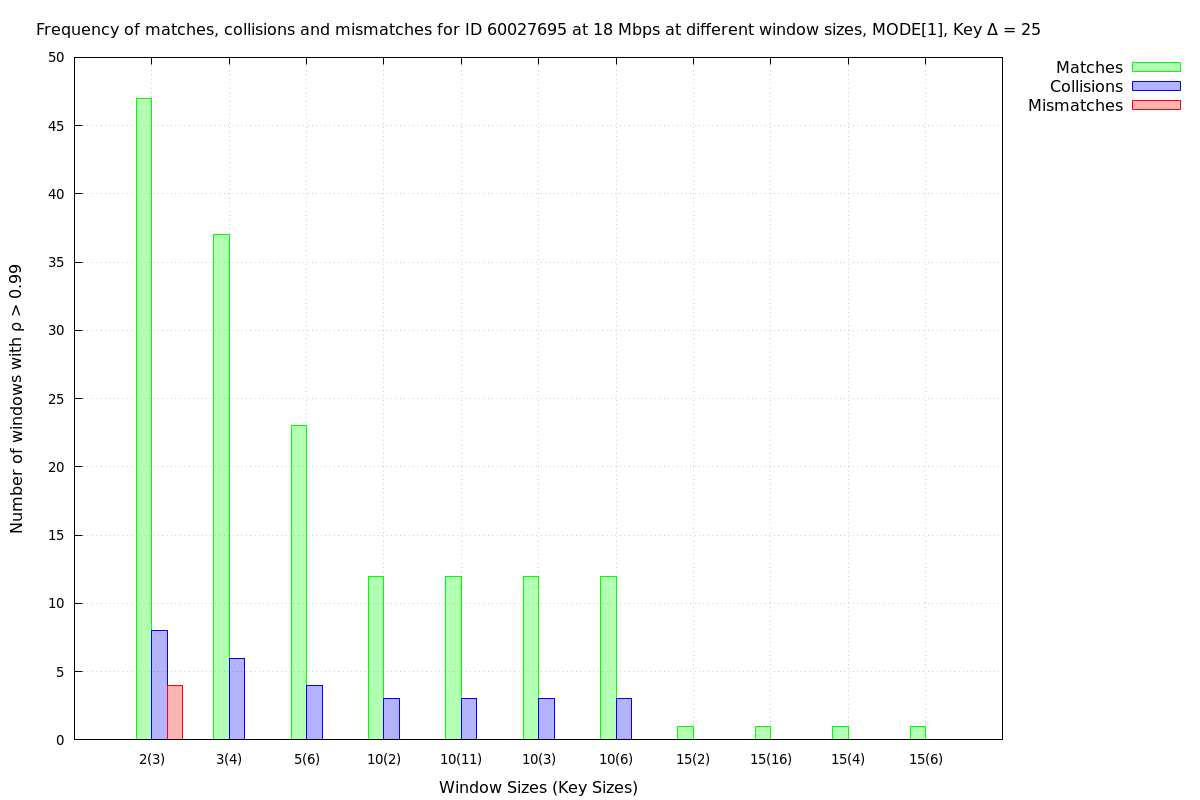 Frequency of matches, collisions and mismatches for ID 60027695 at 18 Mbps at different window sizes, MODE[1], Key Δ = 25
Matches
Collisions
Mismatches
Number of windows with ρ > 0.99
50
45
40
35
30
25
20
15
10
5
0
2(3) 3(4) 5(6) 10(2) 10(11) 10(3) 10(6) 15(2) 15(16) 15(4) 15(6)
Window Sizes (Key Sizes)